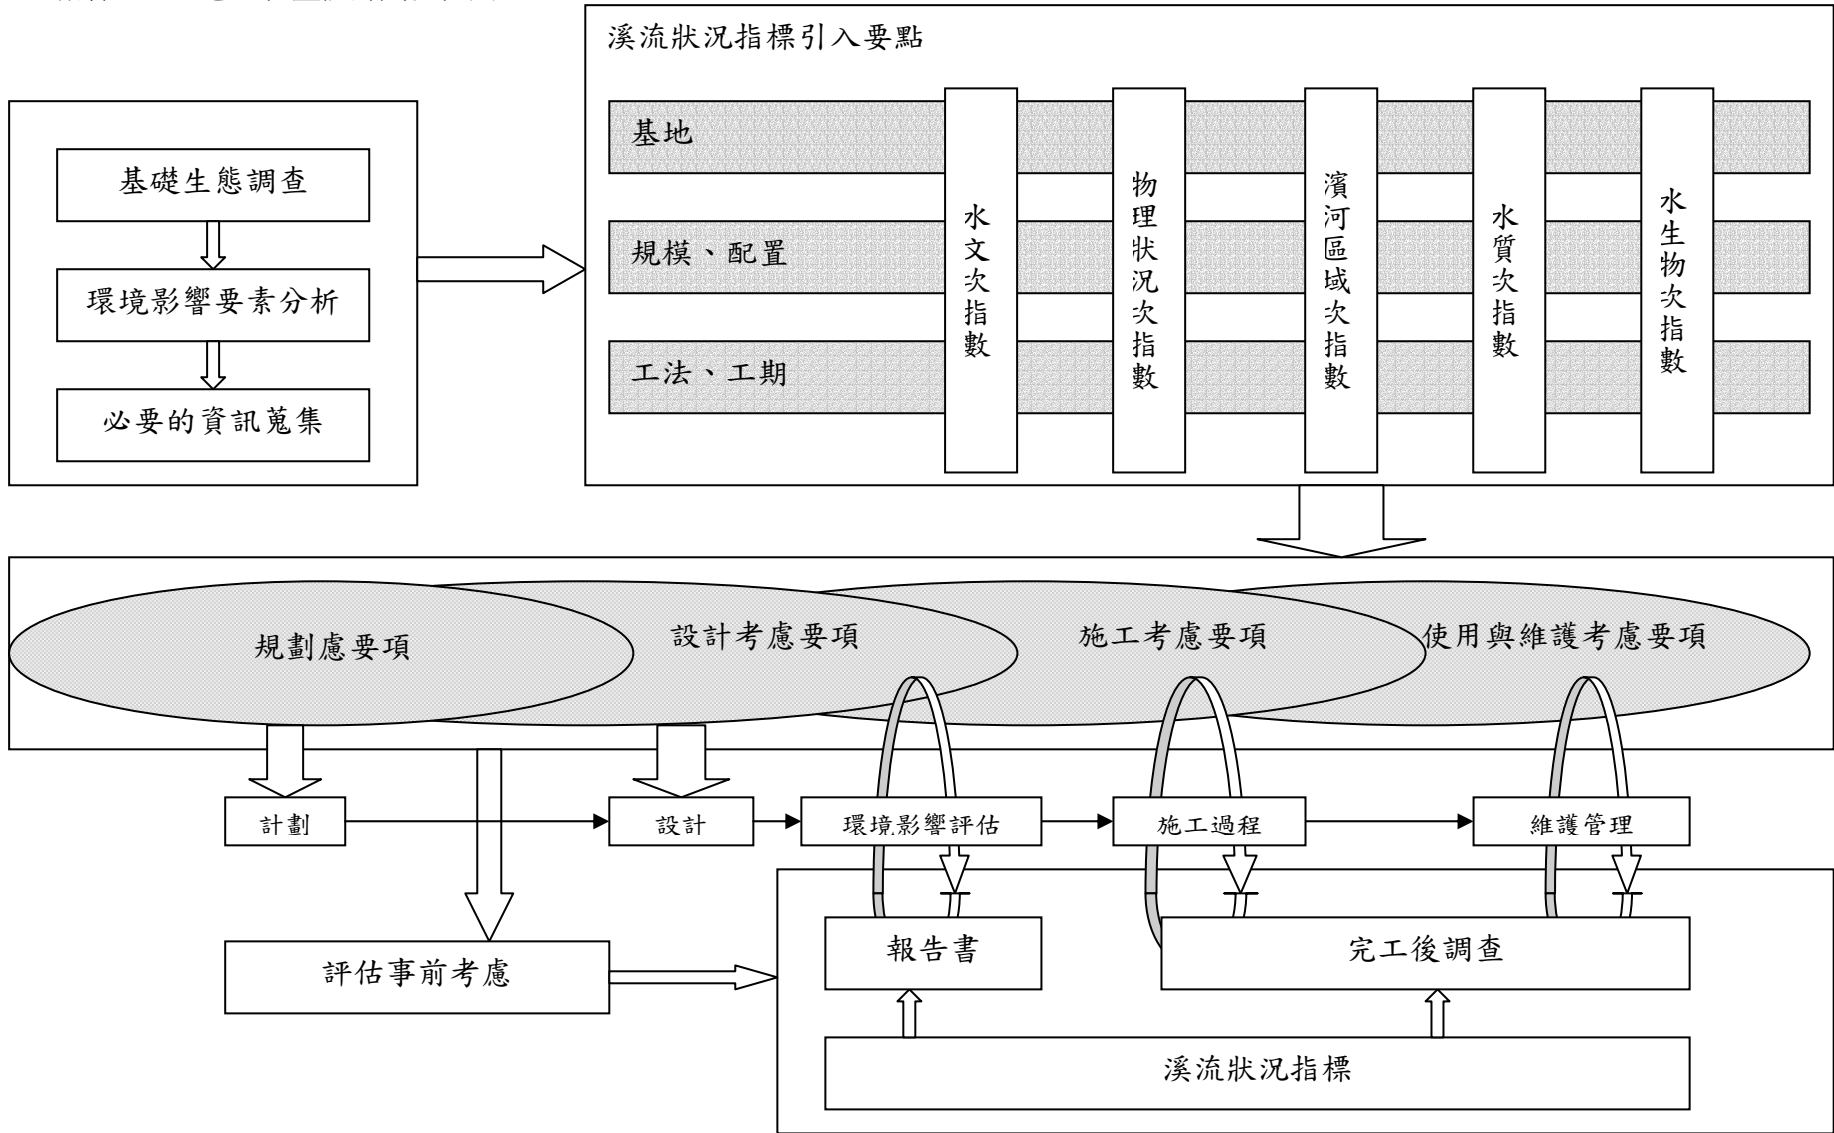 溪流狀況指標引入要點
基礎生態調查
環境影響要素分析
必要的資訊蒐集
基地
規模、配置
工法、工期
水文次指數
物理狀況次指數
濱河區域次指數
水質次指數
水生物次指數
規劃慮要項
設計考慮要項
施工考慮要項
使用與維護考慮要項
計劃
設計
環境影響評估
施工過程
維護管理
評估事前考慮
報告書
完工後調查
溪流狀況指標